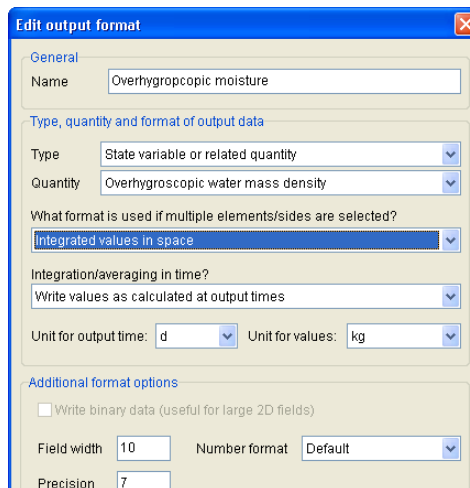 Edit output format
General
Name Overhygropcopic moisture
Type, quantity and format of output data
Type State variable or related quantity
Quantity Overhygroscopic water mass density
What format is used if multiple elements/sides are selected?
Integrated values in space
Integration/averaging in time?
Write values as calculated at output times
Unit for output time: d Unit for values: kg
Additional format options
Write binary data (useful for large 2D fields)
Field width 10 Number format Default
Precision 7